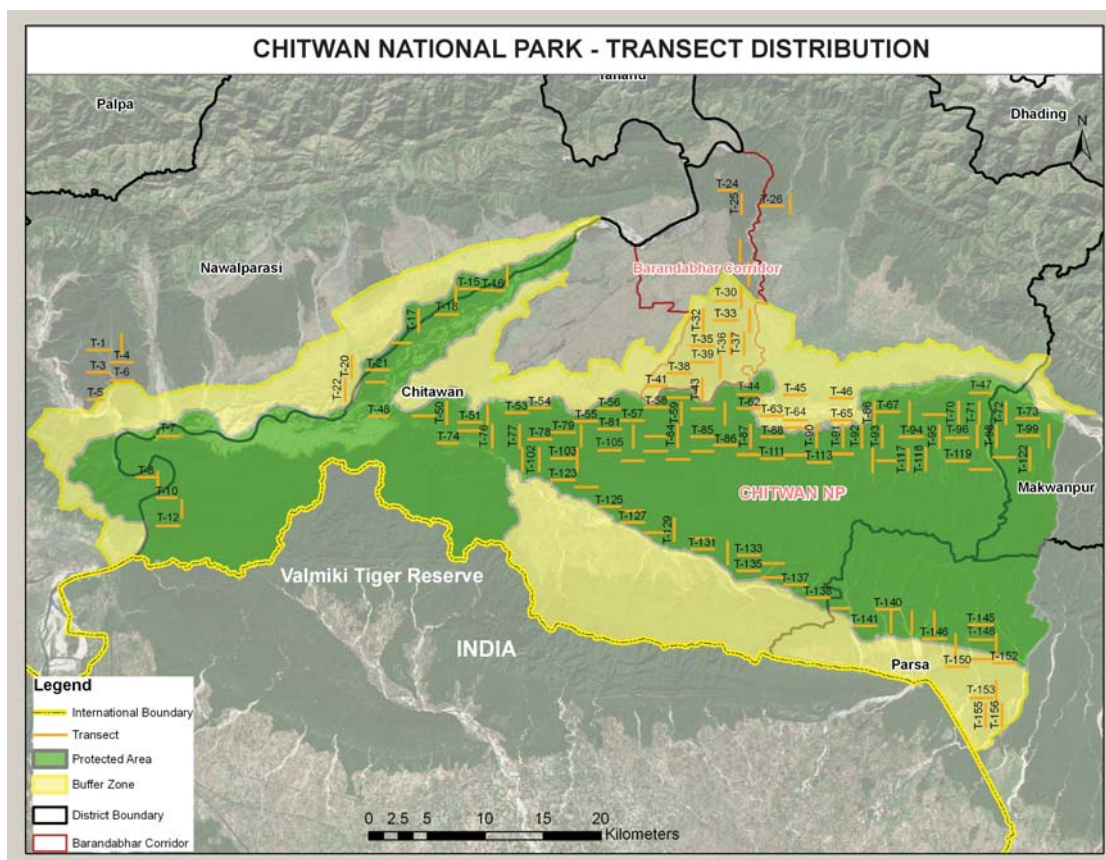 CHITWAN NATIONAL PARK - TRANSECT DISTRIBUTION
Palpa
Dhading
N
T-24
T-25
T-26
Nawalparasi
Barandabhar Corridor
T-15
T-16
T-18
T-17
T-30
T-32
T-33
T-1
T-4
T-3
T-6
T-5
T-35
T-36
T-37
T-39
T-38
T-20
T-21
T-22
T-41
T-43
T-44
T-45
T-46
T-47
Chitawan
T-48
T-50
T-51
T-53
T-54
T-55
T-56
T-57
T-58
T-59
T-62
T-63
T-64
T-65
T-66
T-67
T-70
T-71
T-72
T-73
T-7
T-74
T-76
T-77
T-78
T-79
T-81
T-84
T-85
T-86
T-87
T-88
T-90
T-91
T-92
T-93
T-94
T-95
T-96
T-98
T-99
T-8
T-10
T-12
T-102
T-103
T-105
T-111
T-113
T-117
T-118
T-119
T-122
T-123
CHITWAN NP
Makwanpur
T-125
T-127
T-129
T-131
T-133
T-135
T-137
T-138
T-140
T-141
T-145
T-146
T-148
T-150
T-152
T-153
T-155
T-156
Valmiki Tiger Reserve
INDIA
Parsa
Legend
International Boundary
Transect
Protected Area
Buffer Zone
District Boundary
Barandabhar Corridor
0 2.5 5 10 15 20
Kilometers